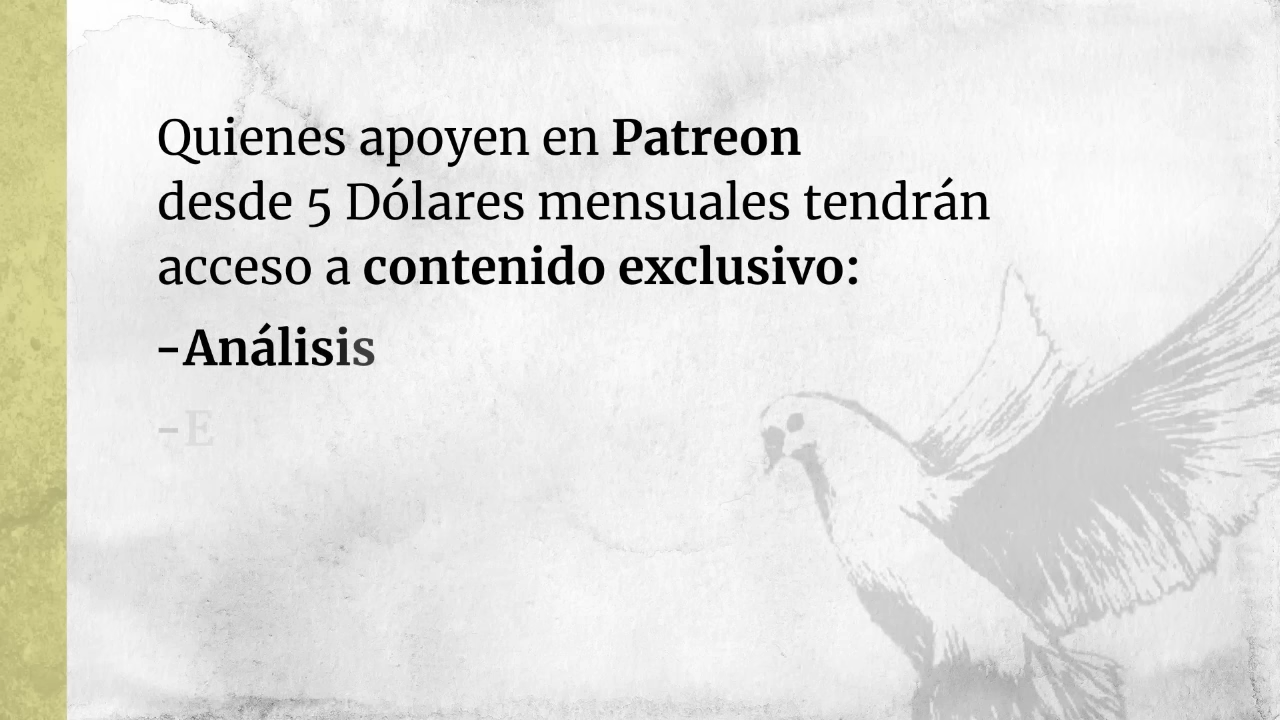 Quienes apoyen en Patreon
desde 5 Dólares mensuales tendrán
acceso a contenido exclusivo:
-Análisis
-E